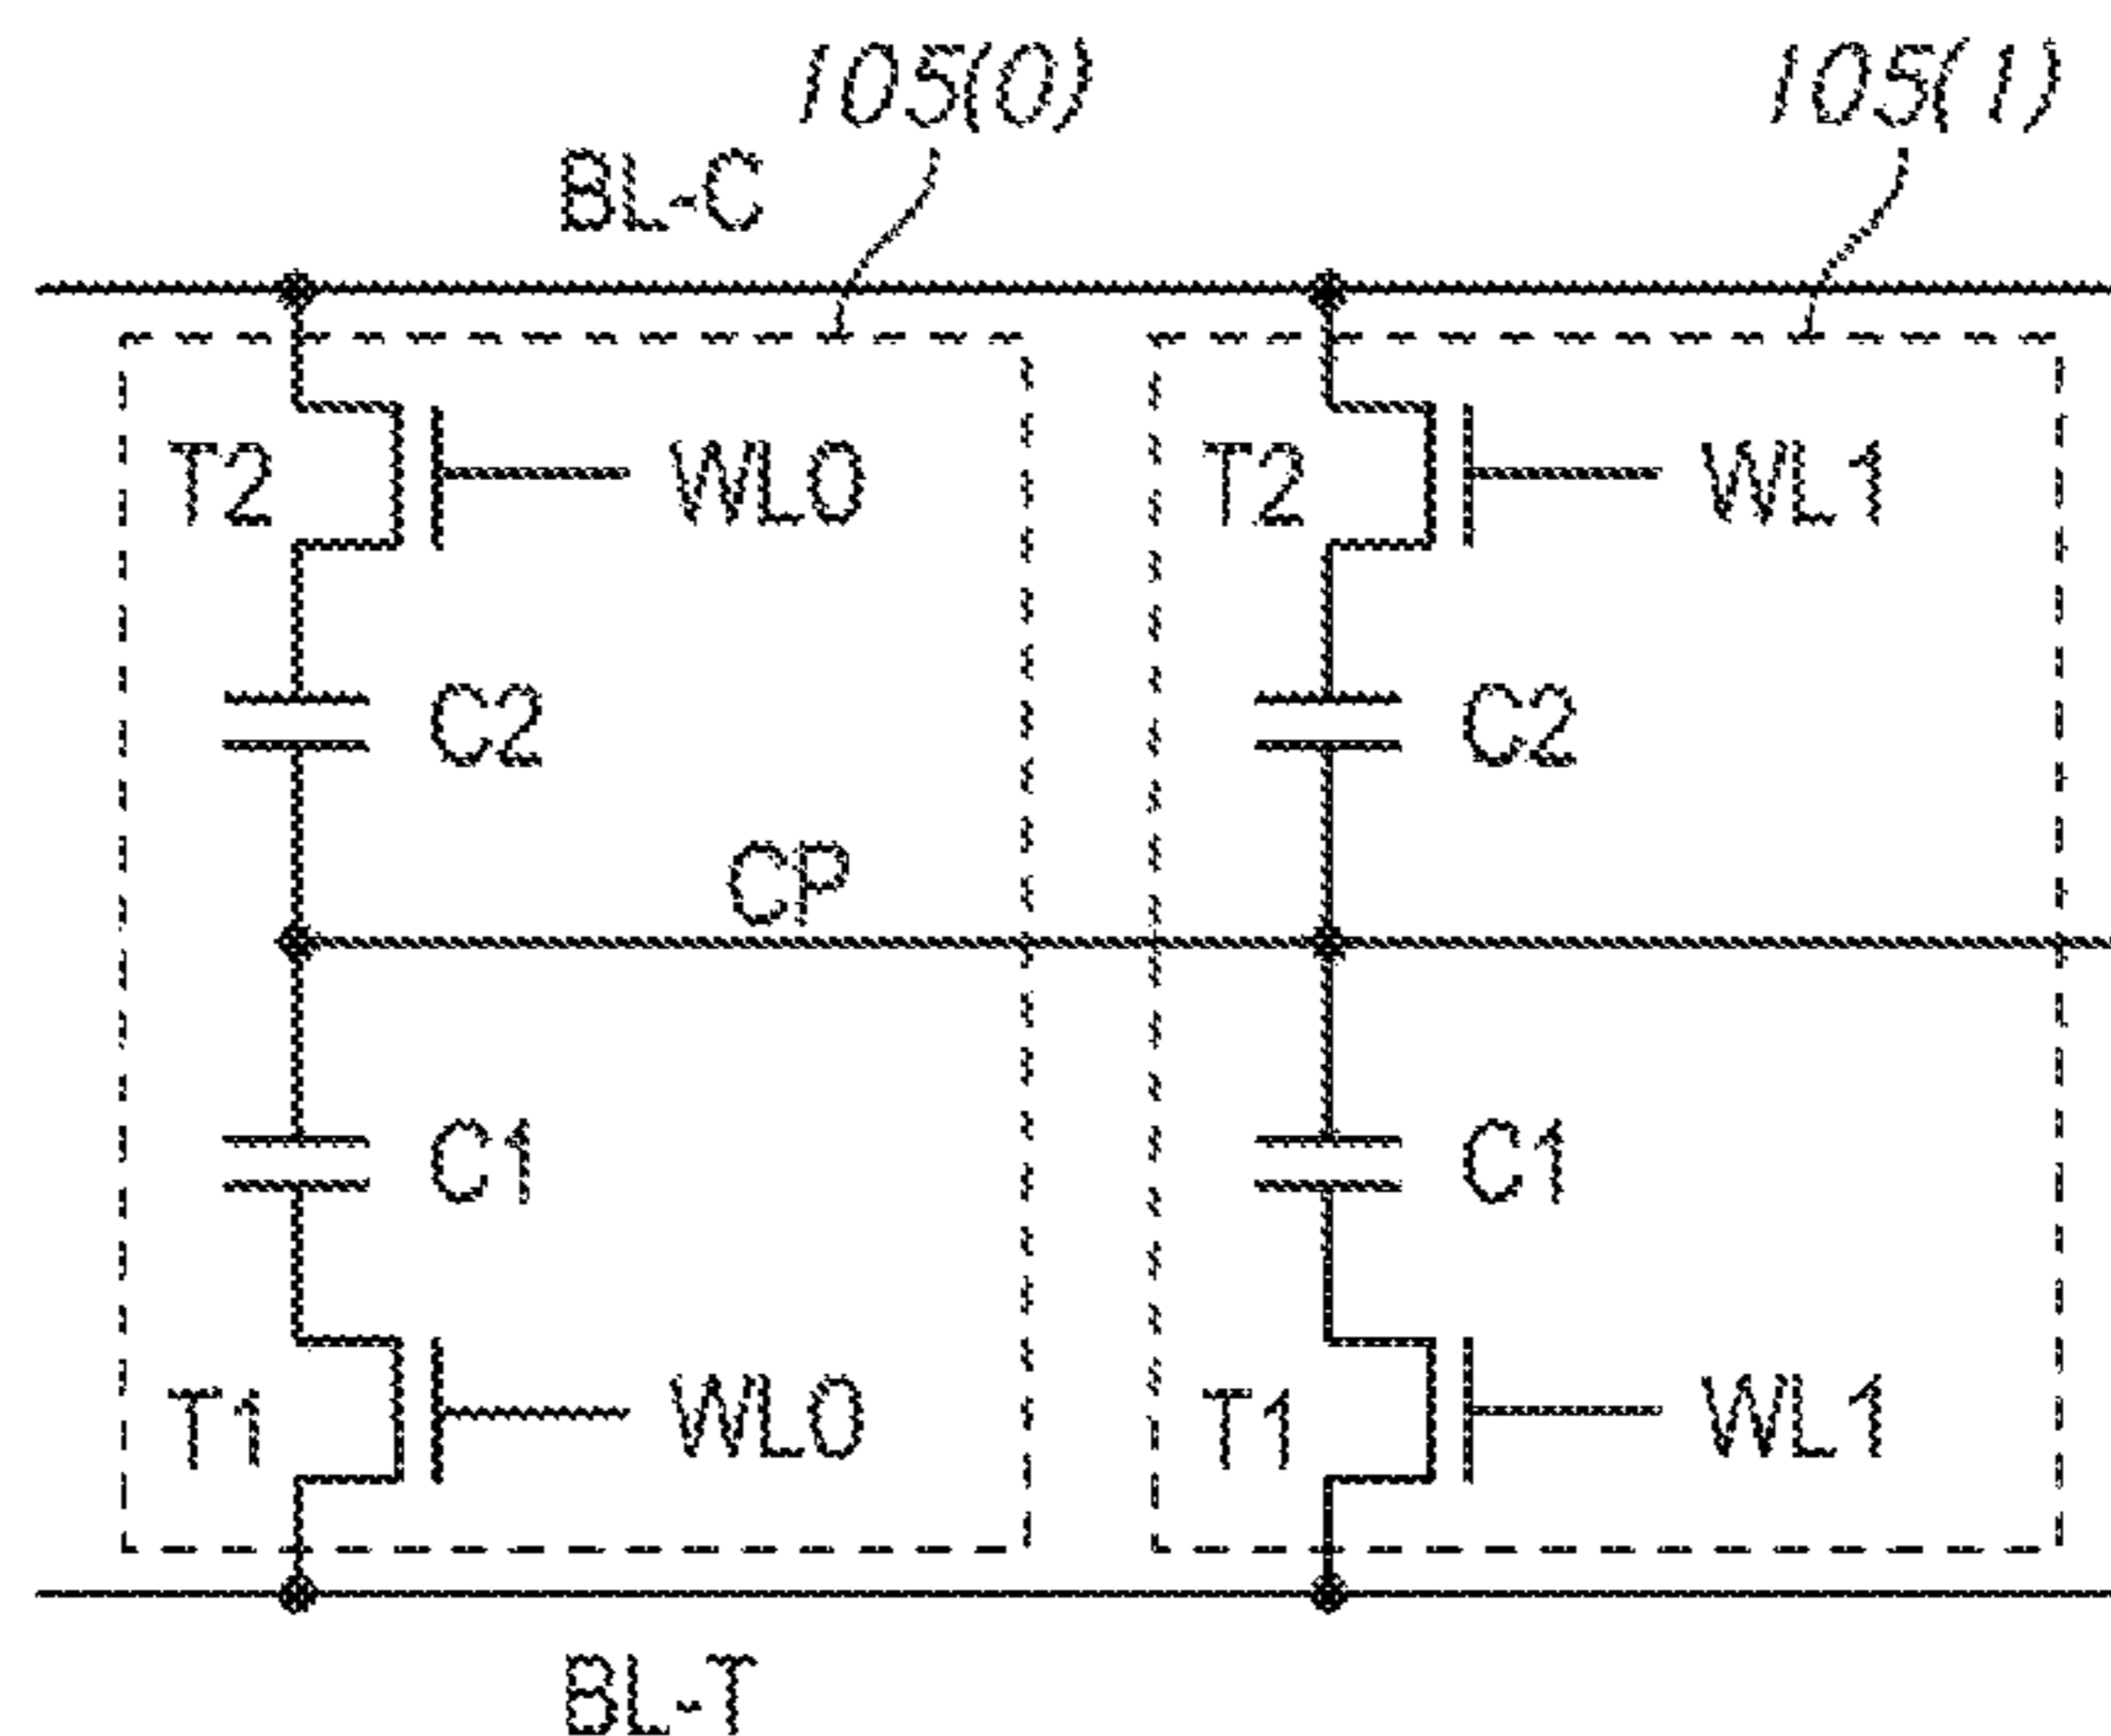 105(0) 105(1)
BL-C
T2 WL0 T2 WL1
C2 C2
CP
C1 C1
T1 WL0 T1 WL1
BL-T